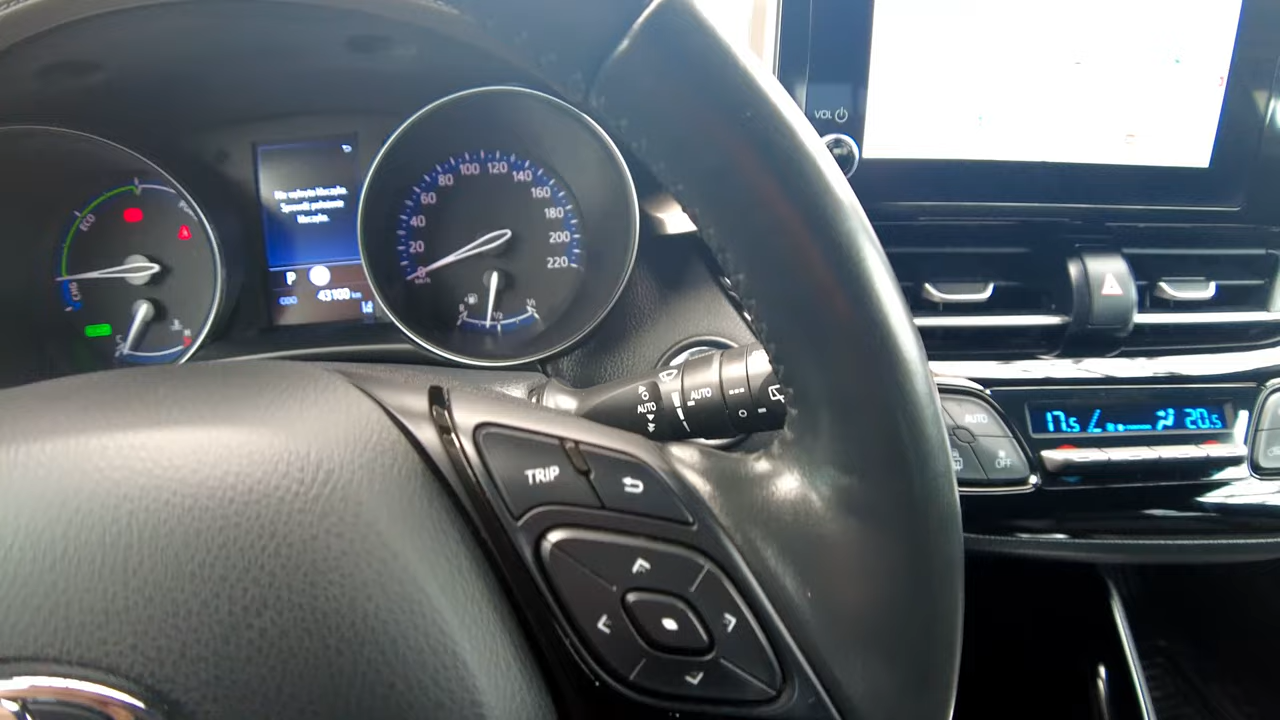 VOL
ECO
CHG
Nie wykryto kluczyka.
Sprawdź położenie
kluczyka.
P
ODO 43100 km
0
20
40
60
80
100
120
140
160
180
200
220
1/2
AUTO
AUTO
TRIP
AUTO
OFF
17.5
20.5